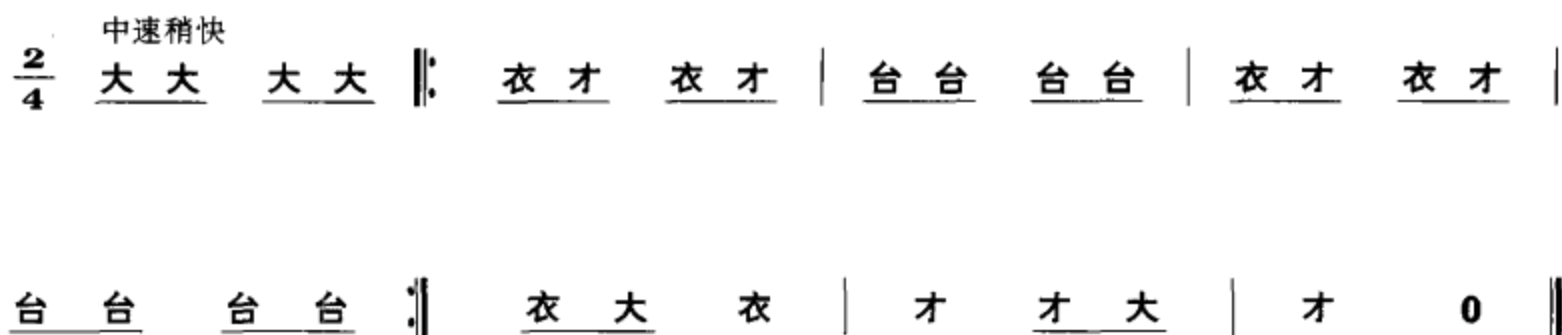 中速稍快
2/4 大 大 大 大 ‖: 衣 才 衣 才 | 台 台 台 台 | 衣 才 衣 才 |
台 台 台 台 :‖ 衣 大 衣 | 才 才 大 | 才 0 ‖